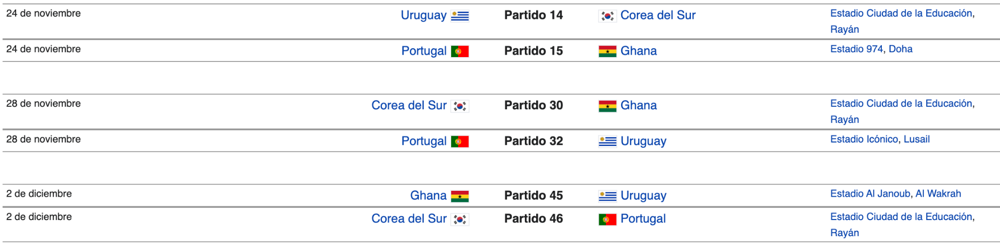 24 de noviembre Uruguay Partido 14 Corea del Sur Estadio Ciudad de la Educación,
Rayán
24 de noviembre Portugal Partido 15 Ghana Estadio 974, Doha
28 de noviembre Corea del Sur Partido 30 Ghana Estadio Ciudad de la Educación,
Rayán
28 de noviembre Portugal Partido 32 Uruguay Estadio Icónico, Lusail
2 de diciembre Ghana Partido 45 Uruguay Estadio Al Janoub, Al Wakrah
2 de diciembre Corea del Sur Partido 46 Portugal Estadio Ciudad de la Educación,
Rayán